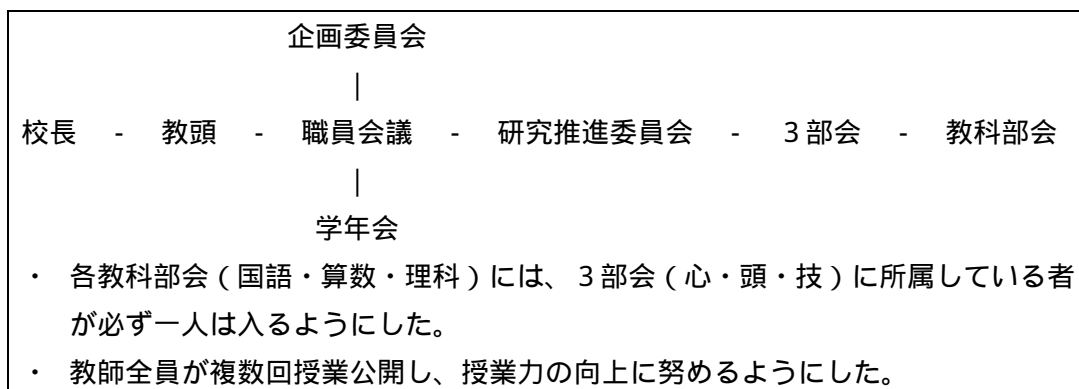 企画委員会
|
校長 - 教頭 - 職員会議 - 研究推進委員会 - 3部会 - 教科部会
|
学年会
・ 各教科部会(国語・算数・理科)には、3部会(心・頭・技)に所属している者
が必ず一人は入るようにした。
・ 教師全員が複数回授業公開し、授業力の向上に努めるようにした。